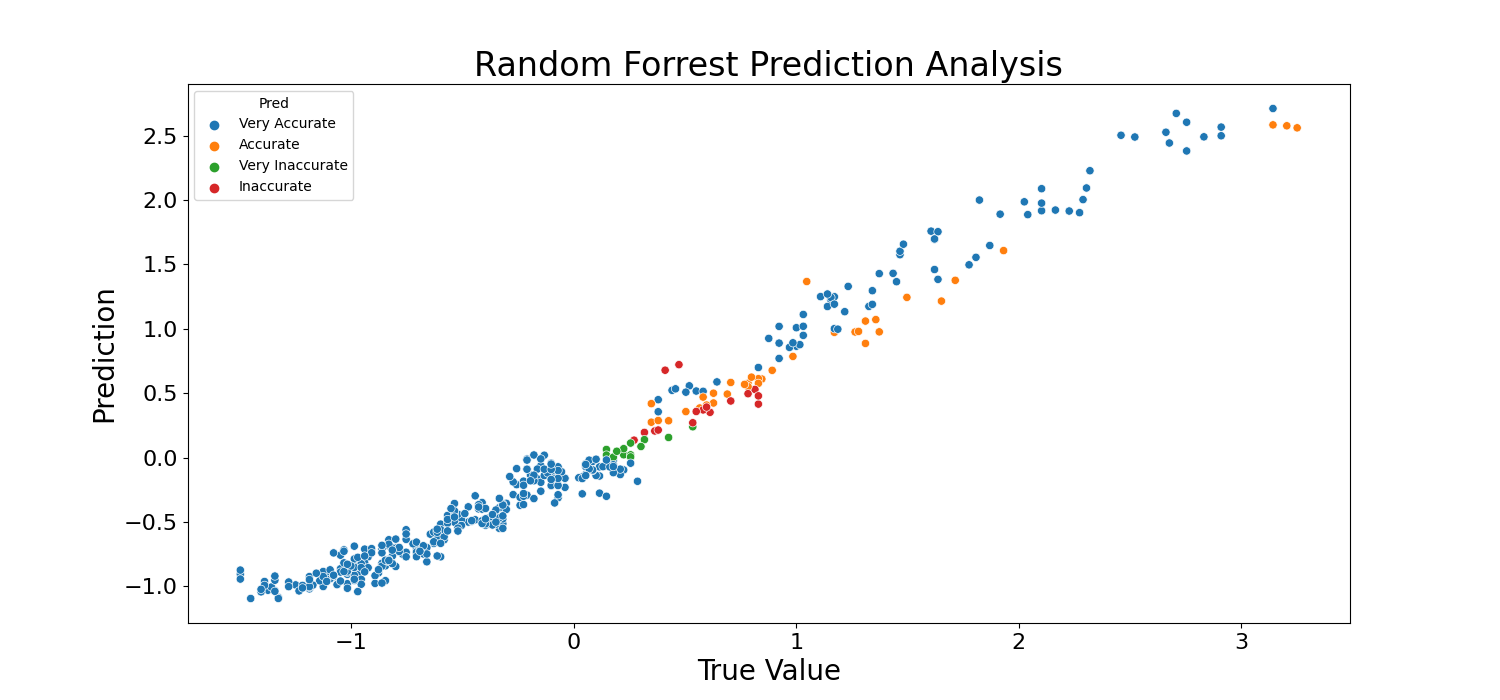 Random Forrest Prediction Analysis
Pred
Very Accurate
Accurate
Very Inaccurate
Inaccurate
Prediction
2.5
2.0
1.5
1.0
0.5
0.0
−0.5
−1.0
−1 0 1 2 3
True Value